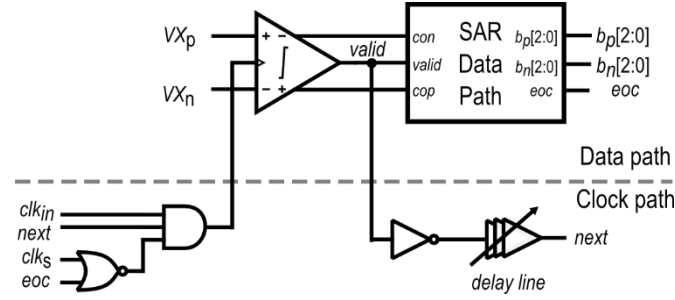 VXp + − con SAR bp[2:0] bp[2:0]
valid valid Data bn[2:0] bn[2:0]
VXn − + cop Path eoc eoc
Data path
Clock path
clkin
next
clks
eoc
next
delay line